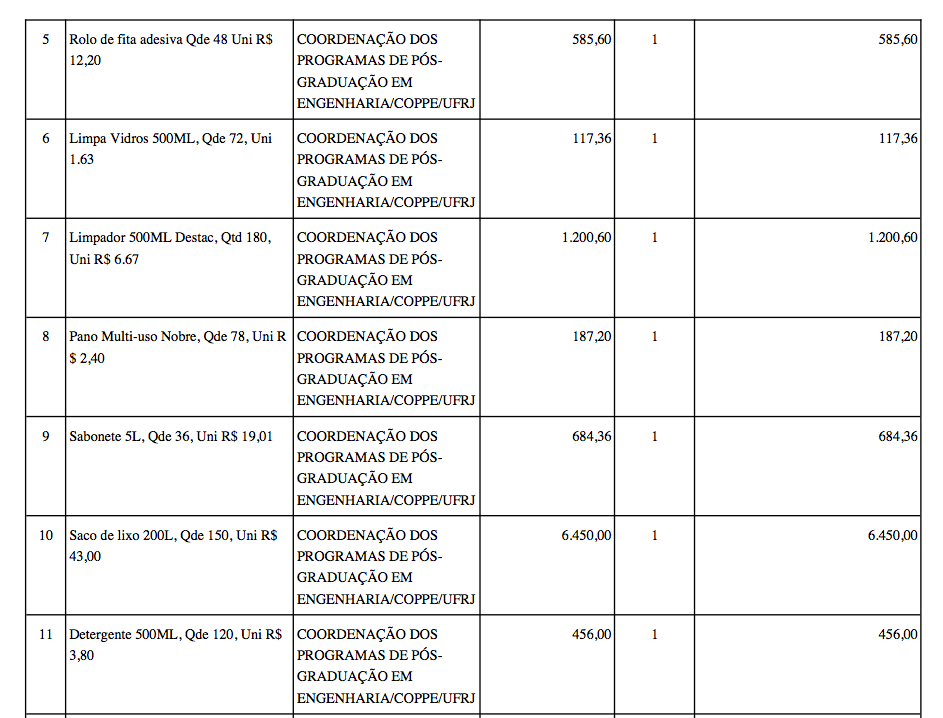 5 Rolo de fita adesiva Qde 48 Uni R$ COORDENAÇÃO DOS 585,60 1 585,60
12,20 PROGRAMAS DE PÓS-
GRADUAÇÃO EM
ENGENHARIA/COPPE/UFRJ
6 Limpa Vidros 500ML, Qde 72, Uni COORDENAÇÃO DOS 117,36 1 117,36
1.63 PROGRAMAS DE PÓS-
GRADUAÇÃO EM
ENGENHARIA/COPPE/UFRJ
7 Limpador 500ML Destac, Qtd 180, COORDENAÇÃO DOS 1.200,60 1 1.200,60
Uni R$ 6.67 PROGRAMAS DE PÓS-
GRADUAÇÃO EM
ENGENHARIA/COPPE/UFRJ
8 Pano Multi-uso Nobre, Qde 78, Uni R COORDENAÇÃO DOS 187,20 1 187,20
$ 2,40 PROGRAMAS DE PÓS-
GRADUAÇÃO EM
ENGENHARIA/COPPE/UFRJ
9 Sabonete 5L, Qde 36, Uni R$ 19,01 COORDENAÇÃO DOS 684,36 1 684,36
PROGRAMAS DE PÓS-
GRADUAÇÃO EM
ENGENHARIA/COPPE/UFRJ
10 Saco de lixo 200L, Qde 150, Uni R$ COORDENAÇÃO DOS 6.450,00 1 6.450,00
43,00 PROGRAMAS DE PÓS-
GRADUAÇÃO EM
ENGENHARIA/COPPE/UFRJ
11 Detergente 500ML, Qde 120, Uni R$ COORDENAÇÃO DOS 456,00 1 456,00
3,80 PROGRAMAS DE PÓS-
GRADUAÇÃO EM
ENGENHARIA/COPPE/UFRJ